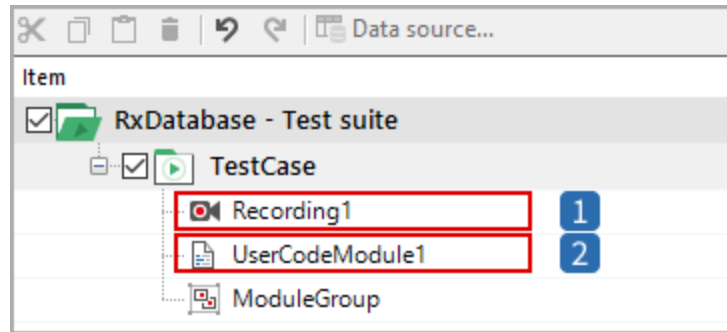 Data source...
Item
RxDatabase - Test suite
TestCase
Recording1 1
UserCodeModule1 2
ModuleGroup